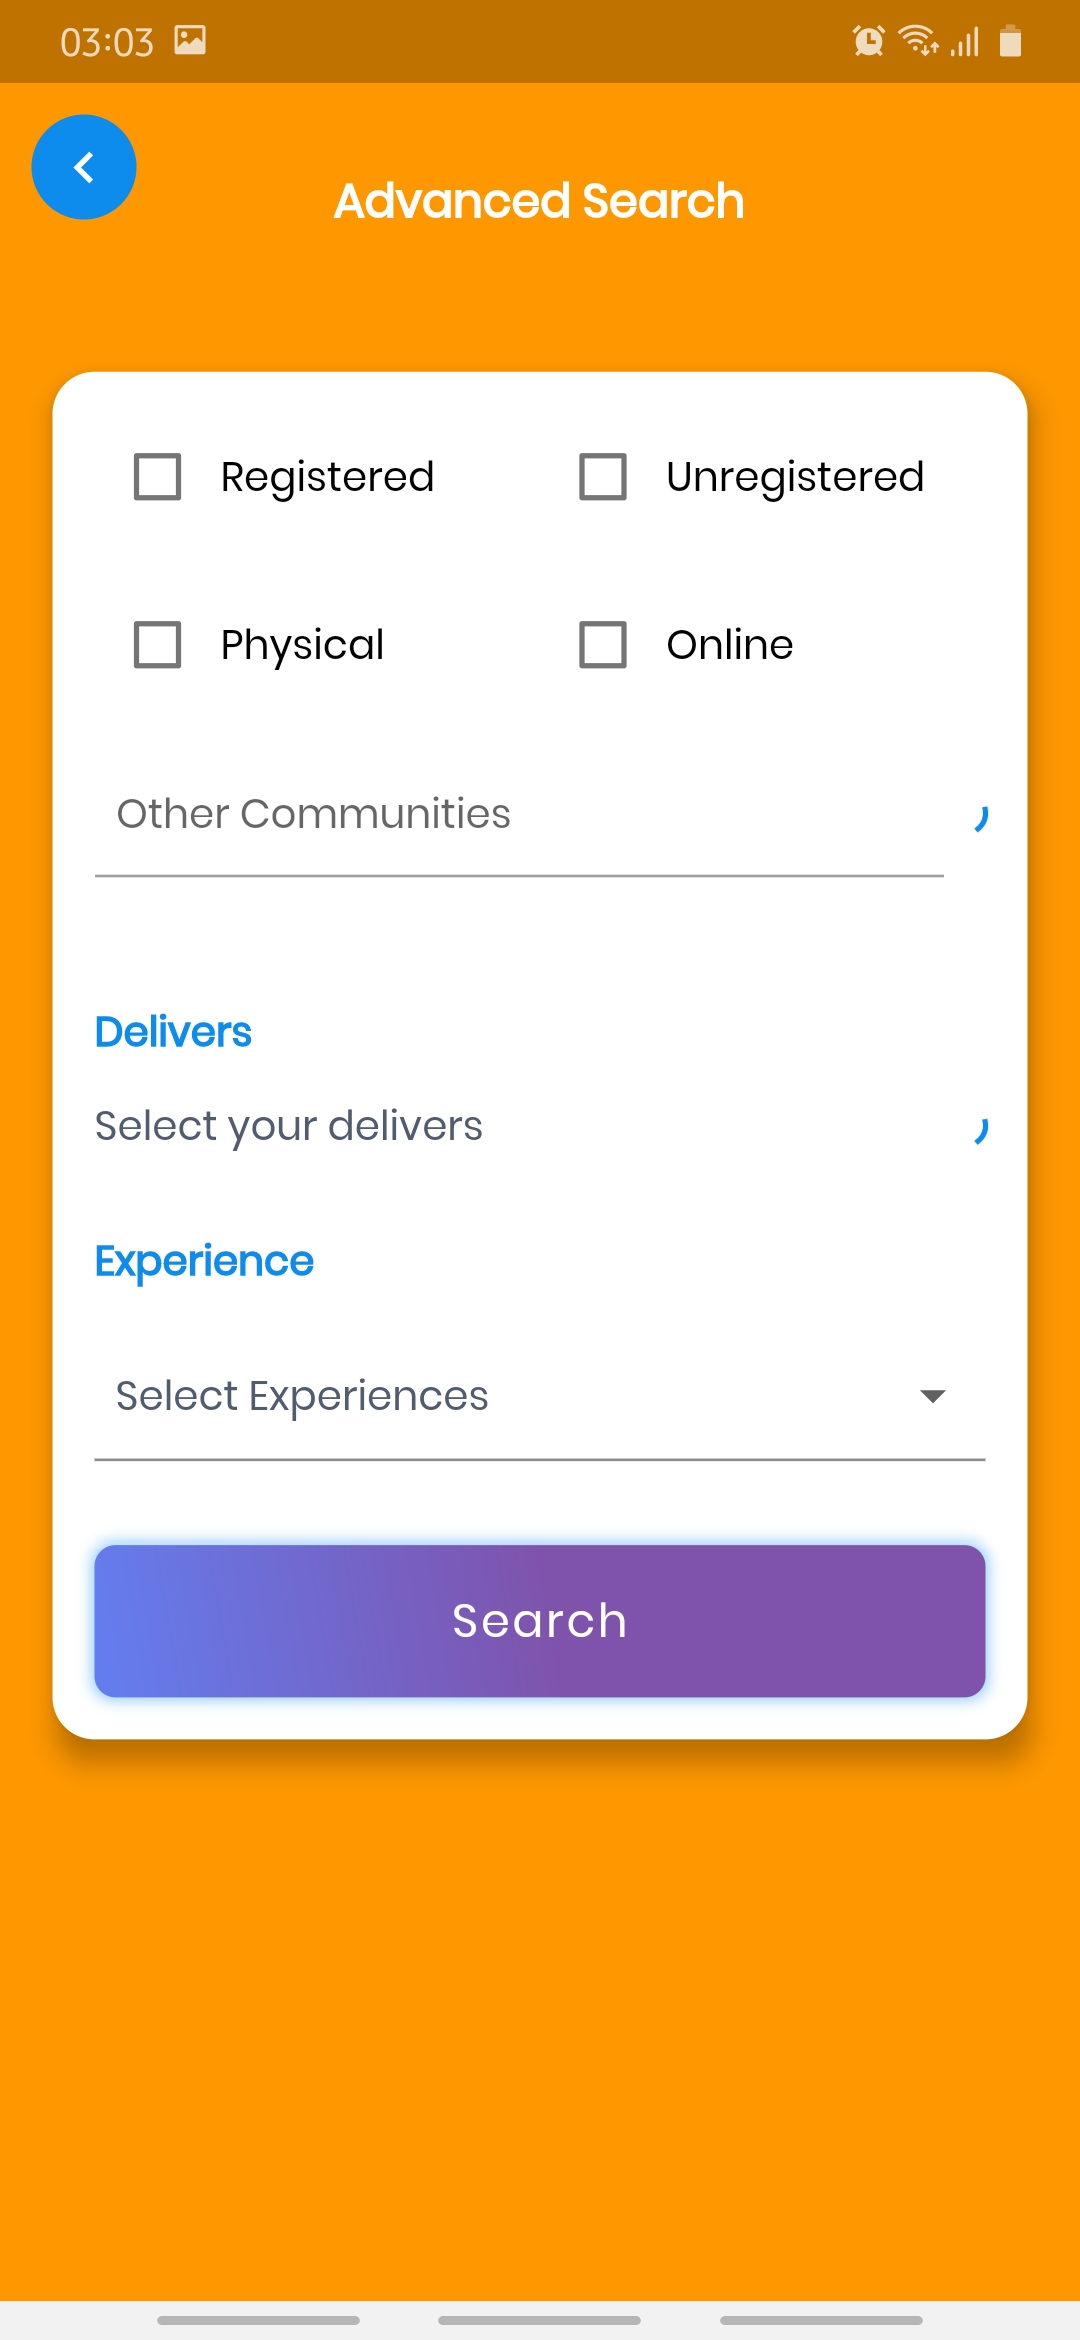 03:03
Advanced Search
Registered
Unregistered
Physical
Online
Other Communities
Delivers
Select your delivers
Experience
Select Experiences
Search